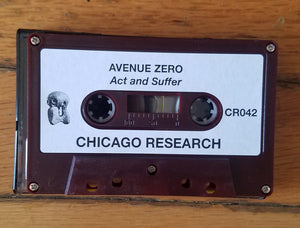 AVENUE ZERO
Act and Suffer
CR042
CHICAGO RESEARCH